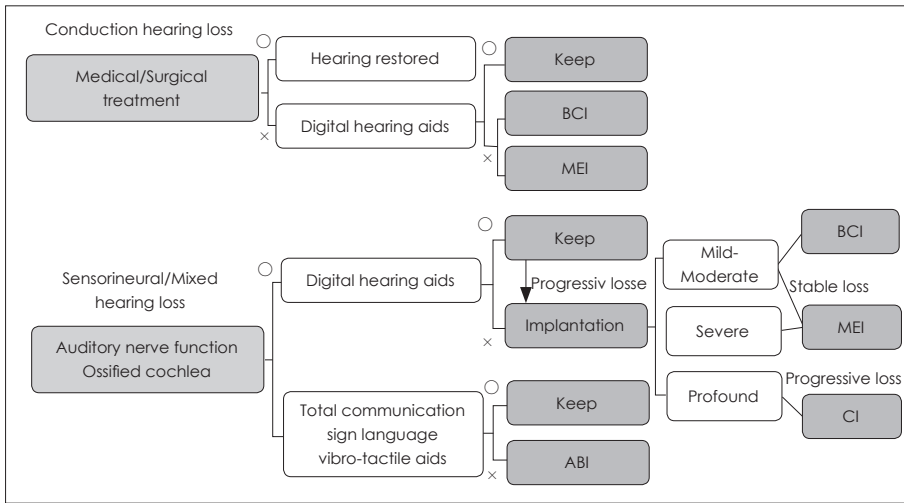 Conduction hearing loss
Medical/Surgical
treatment
○
×
Hearing restored
Digital hearing aids
○
×
Keep
BCI
MEI
Sensorineural/Mixed
hearing loss
Auditory nerve function
Ossified cochlea
○
Digital hearing aids
Total communication
sign language
vibro-tactile aids
○
×
Keep
Progressiv losse
Implantation
○
×
Keep
ABI
Mild-
Moderate
Severe
Profound
BCI
Stable loss
MEI
Progressive loss
CI